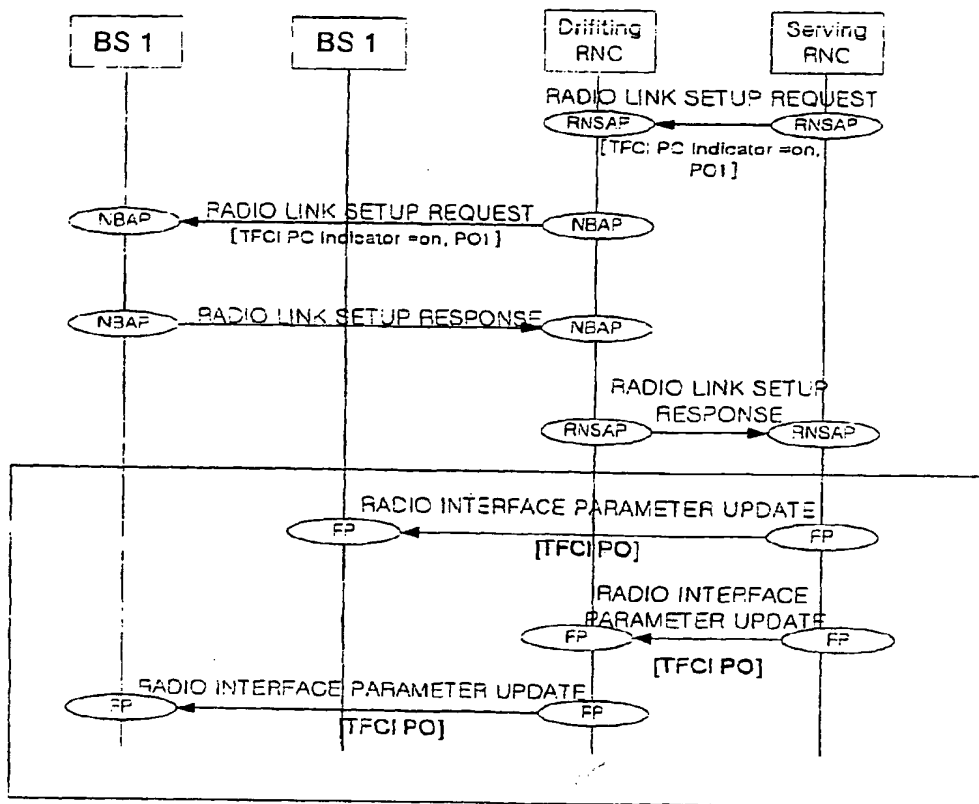 BS 1
BS 1
Drifiting
RNC
Serving
RNC
RADIO LINK SETUP REQUEST
RNSAP
RNSAP
[TFCI PC Indicator =on,
PO1]
NBAP
RADIO LINK SETUP REQUEST
NBAP
[TFCI PC Indicator =on, PO1]
NBAP
RADIO LINK SETUP RESPONSE
NBAP
RADIO LINK SETUP
RESPONSE
RNSAP
RNSAP
RADIO INTERFACE PARAMETER UPDATE
FP
FP
[TFCI PO]
RADIO INTERFACE
PARAMETER UPDATE
FP
FP
[TFCI PO]
RADIO INTERFACE PARAMETER UPDATE
FP
FP
[TFCI PO]